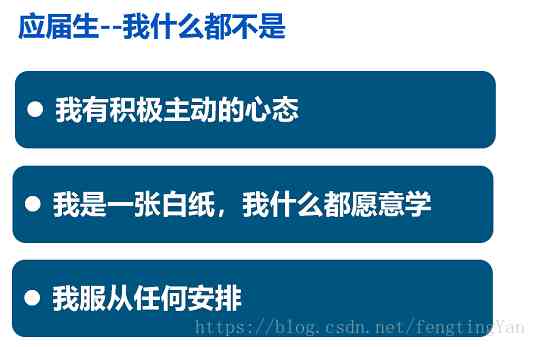 应届生--我什么都不是
● 我有积极主动的心态
● 我是一张白纸，我什么都愿意学
● 我服从任何安排
https://blog.csdn.net/fengtingYan